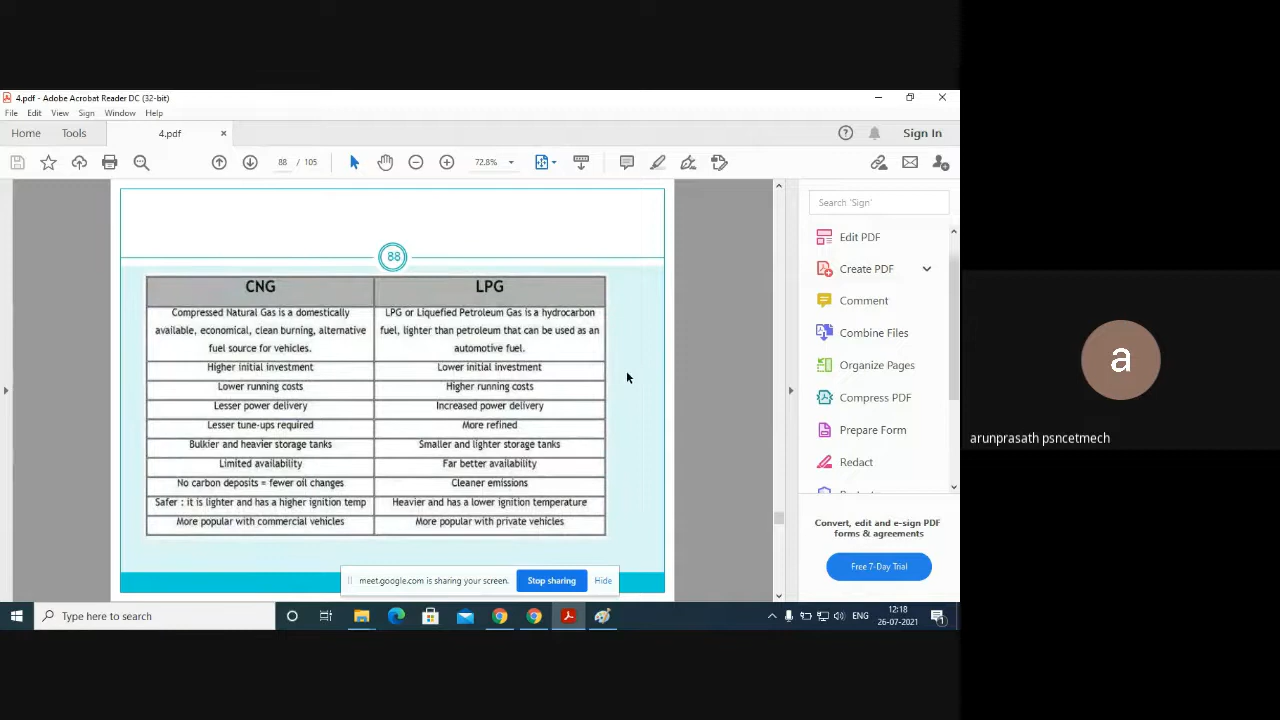 4.pdf - Adobe Acrobat Reader DC (32-bit)
File Edit View Sign Window Help
Home Tools 4.pdf × Sign In
88 / 105 72.8%
88
CNG LPG
Compressed Natural Gas is a domestically
available, economical, clean burning, alternative
fuel source for vehicles.
LPG or Liquefied Petroleum Gas is a hydrocarbon
fuel, lighter than petroleum that can be used as an
automotive fuel.
Higher initial investment Lower initial investment
Lower running costs Higher running costs
Lesser power delivery Increased power delivery
Lesser tune-ups required More refined
Bulkier and heavier storage tanks Smaller and lighter storage tanks
Limited availability Far better availability
No carbon deposits = fewer oil changes Cleaner emissions
Safer : it is lighter and has a higher ignition temp Heavier and has a lower ignition temperature
More popular with commercial vehicles More popular with private vehicles
Search 'Sign'
Edit PDF
Create PDF
Comment
Combine Files
Organize Pages
Compress PDF
Prepare Form
Redact
Convert, edit and e-sign PDF
forms & agreements
Free 7-Day Trial
meet.google.com is sharing your screen. Stop sharing Hide
Type here to search
ENG
12:18
26-07-2021
1
a
arunprasath psncetmech